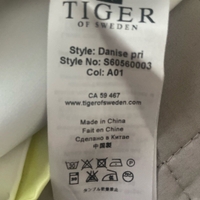 TIGER
OF SWEDEN
Style: Danise pri
Style No: S60560003
Col: A01
CA 59 467
www.tigerofsweden.com
Made in China
Fait en Chine
Сделано в Китае
中国製